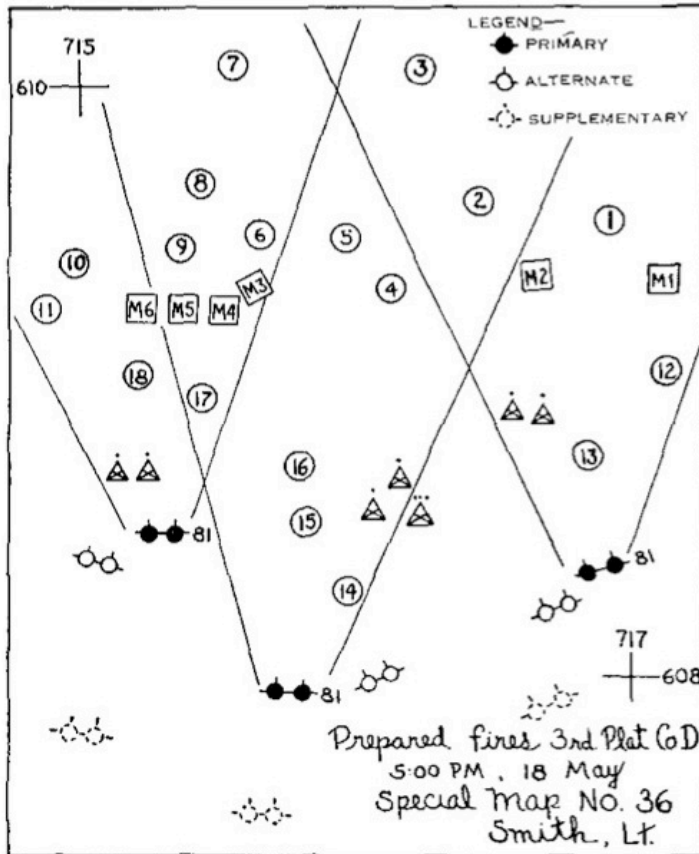 LEGEND—
PRIMARY
ALTERNATE
SUPPLEMENTARY
715
610
7
3
8
2
1
9
6
5
10
4
11
M6
M5
M4
M3
M2
M1
18
17
12
16
13
15
14
81
81
81
717
608
Prepared fires 3rd Plat Co D
5:00 PM, 18 May
Special Map No. 36
Smith, Lt.